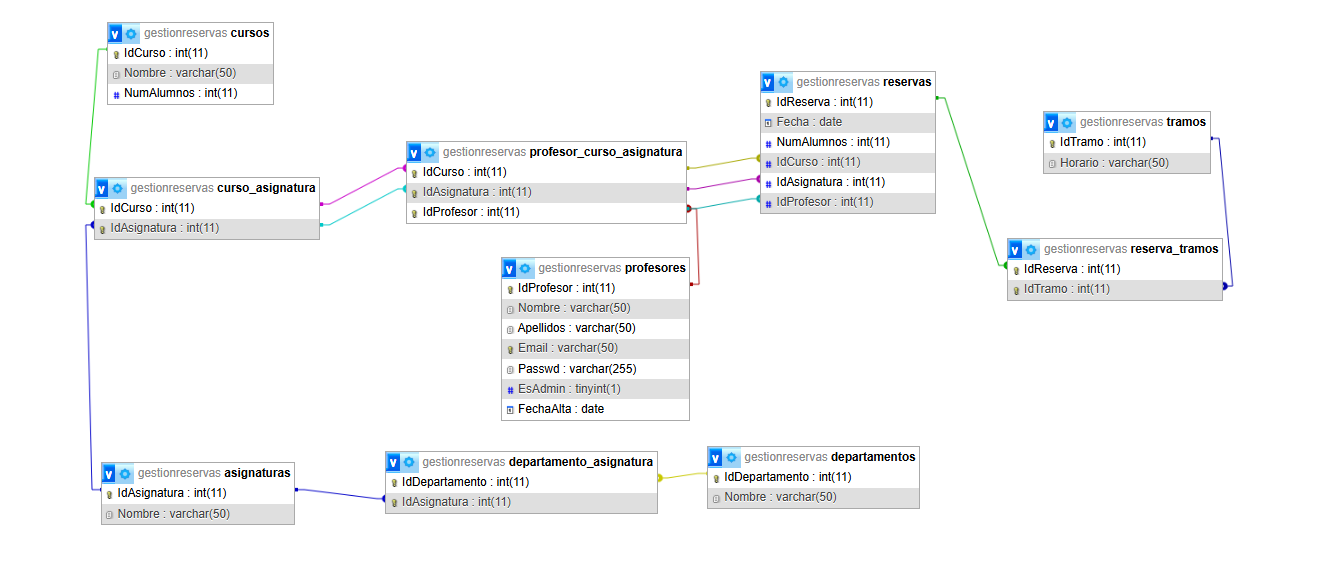 gestionreservas cursos
IdCurso : int(11)
Nombre : varchar(50)
NumAlumnos : int(11)
gestionreservas curso_asignatura
IdCurso : int(11)
IdAsignatura : int(11)
gestionreservas profesor_curso_asignatura
IdCurso : int(11)
IdAsignatura : int(11)
IdProfesor : int(11)
gestionreservas reservas
IdReserva : int(11)
Fecha : date
NumAlumnos : int(11)
IdCurso : int(11)
IdAsignatura : int(11)
IdProfesor : int(11)
gestionreservas tramos
IdTramo : int(11)
Horario : varchar(50)
gestionreservas reserva_tramos
IdReserva : int(11)
IdTramo : int(11)
gestionreservas profesores
IdProfesor : int(11)
Nombre : varchar(50)
Apellidos : varchar(50)
Email : varchar(50)
Passwd : varchar(255)
EsAdmin : tinyint(1)
FechaAlta : date
gestionreservas asignaturas
IdAsignatura : int(11)
Nombre : varchar(50)
gestionreservas departamento_asignatura
IdDepartamento : int(11)
IdAsignatura : int(11)
gestionreservas departamentos
IdDepartamento : int(11)
Nombre : varchar(50)